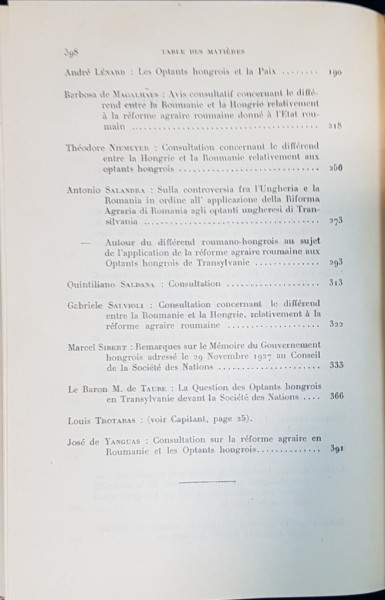 398 TABLE DES MATIÈRES
André Lénard : Les Optants hongrois et la Paix ........ 190
Barbosa de Magalhães : Avis consultatif concernant le diffé-
rend entre la Roumanie et la Hongrie relativement
à la réforme agraire roumaine donné à l'Etat rou-
main ................................ 218
Théodore Niemeyer : Consultation concernant le différend
entre la Hongrie et la Roumanie relativement aux
optants hongrois ............................ 256
Antonio Salandra : Sulla controversia fra l'Ungheria e la
Romania in ordine all' applicazione della Riforma
Agraria di Romania agli optanti ungheresi di Tran-
silvania .................................. 273
— Autour du différend roumano-hongrois au sujet
de l'application de la réforme agraire roumaine aux
Optants hongrois de Transylvanie ............. 293
Quintiliano Saldana : Consultation ................... 313
Gabriele Salvioli : Consultation concernant le différend
entre la Roumanie et la Hongrie, relativement à la
réforme agraire roumaine .................. 322
Marcel Sibert : Remarques sur le Mémoire du Gouvernement
hongrois adressé le 29 Novembre 1927 au Conseil
de la Société des Nations .................... 333
Le Baron M. de Taube : La Question des Optants hongrois
en Transylvanie devant la Société des Nations .... 366
Louis Trotabas : (voir Capitant, page 25).
José de Yanguas : Consultation sur la réforme agraire en
Roumanie et les Optants hongrois............. 391